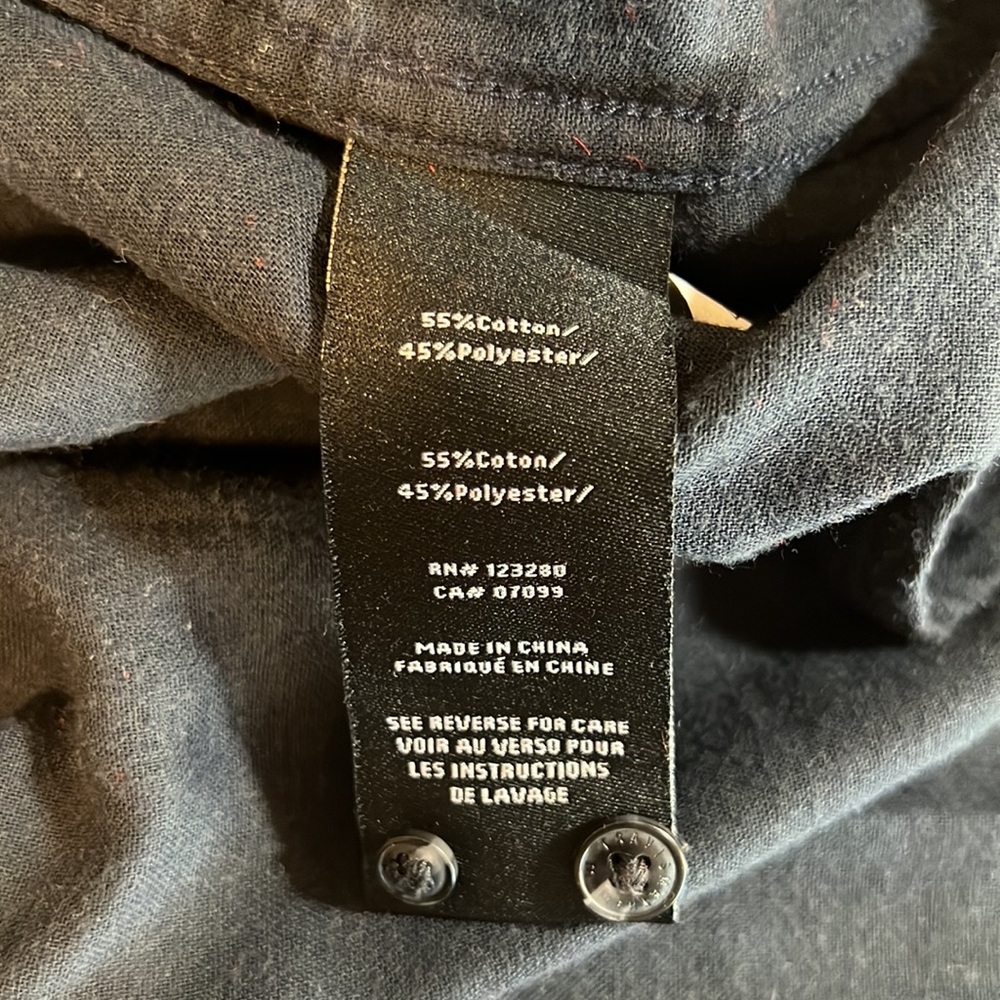 55%Cotton/
45%Polyester/
55%Coton/
45%Polyester/
RN# 123280
CA# 07099
MADE IN CHINA
FABRIQUÉ EN CHINE
SEE REVERSE FOR CARE
VOIR AU VERSO POUR
LES INSTRUCTIONS
DE LAVAGE